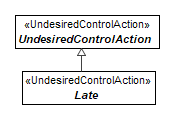 «UndesiredControlAction»
UndesiredControlAction
«UndesiredControlAction»
Late